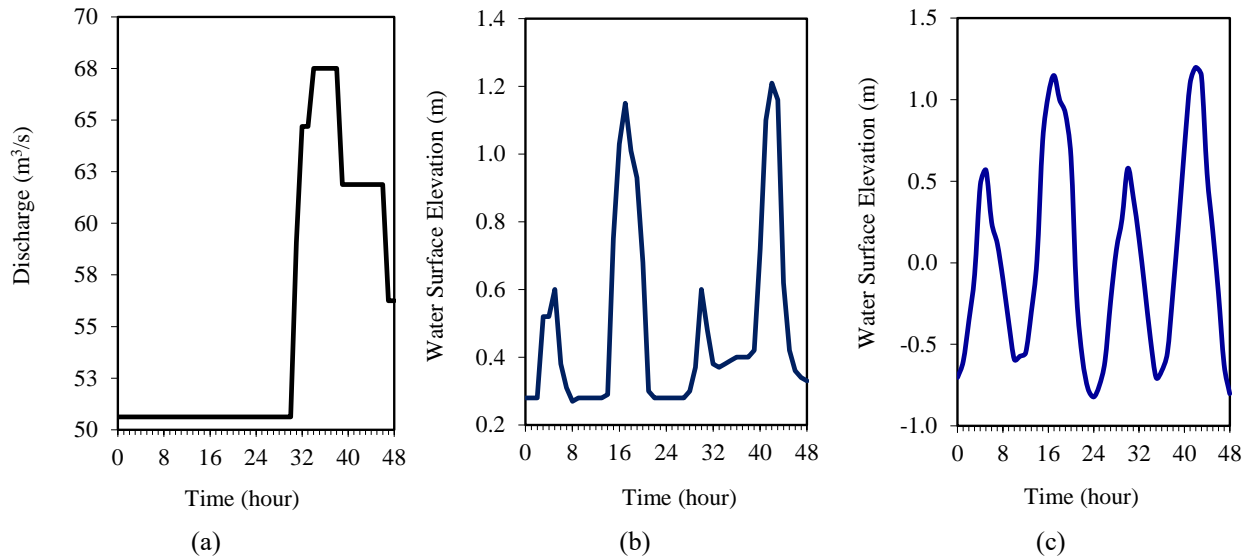 Discharge (m³/s)
70
68
65
63
60
58
55
53
50
0 8 16 24 32 40 48
Time (hour)
(a)
Water Surface Elevation (m)
1.4
1.2
1.0
0.8
0.6
0.4
0.2
0 8 16 24 32 40 48
Time (hour)
(b)
Water Surface Elevation (m)
1.5
1.0
0.5
0.0
-0.5
-1.0
0 8 16 24 32 40 48
Time (hour)
(c)